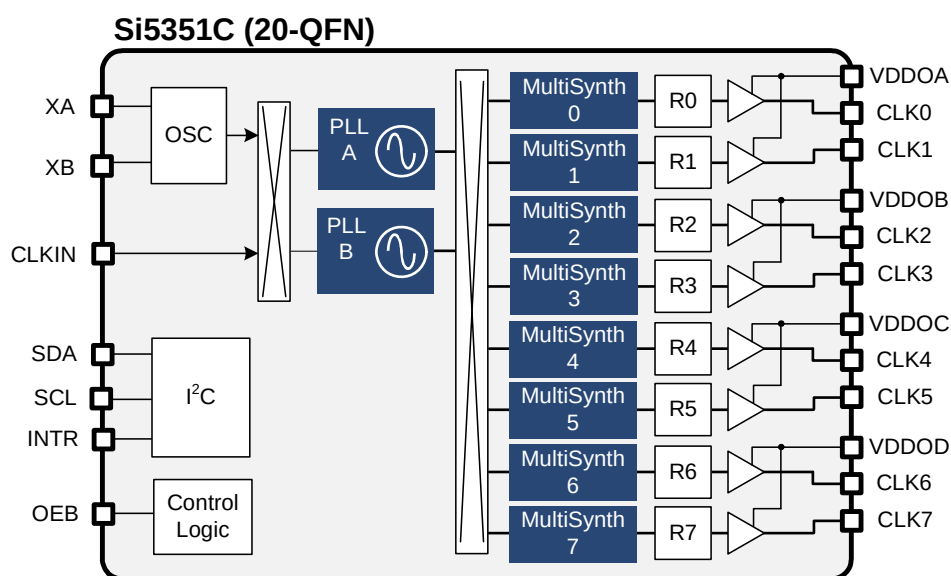 Si5351C (20-QFN)
XA
XB
CLKIN
SDA
SCL
INTR
OEB
OSC
I²C
Control
Logic
PLL
A
PLL
B
MultiSynth
0
MultiSynth
1
MultiSynth
2
MultiSynth
3
MultiSynth
4
MultiSynth
5
MultiSynth
6
MultiSynth
7
R0
R1
R2
R3
R4
R5
R6
R7
VDDOA
CLK0
CLK1
VDDOB
CLK2
CLK3
VDDOC
CLK4
CLK5
VDDOD
CLK6
CLK7